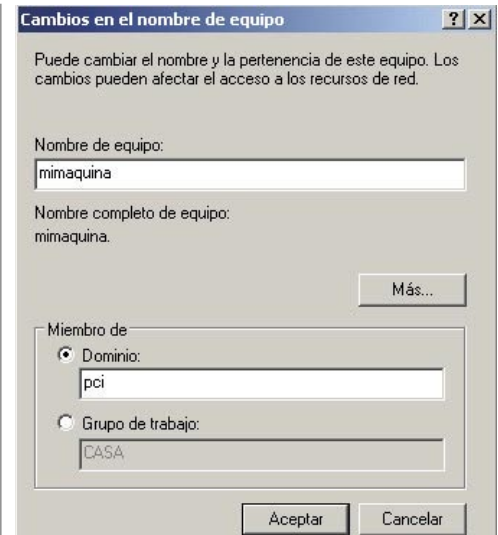 Cambios en el nombre de equipo
Puede cambiar el nombre y la pertenencia de este equipo. Los
cambios pueden afectar el acceso a los recursos de red.
Nombre de equipo:
mimaquina
Nombre completo de equipo:
mimaquina.
Más...
Miembro de
Dominio:
pci
Grupo de trabajo:
CASA
Aceptar Cancelar